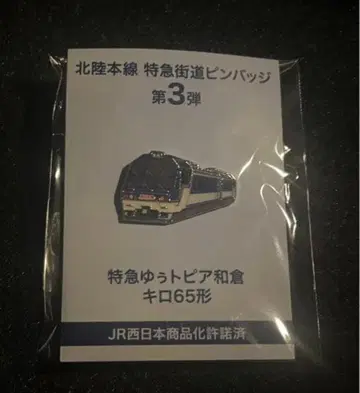 北陸本線 特急街道ピンバッジ
第3弾
特急ゆぅトピア和倉
キロ65形
JR西日本商品化許諾済